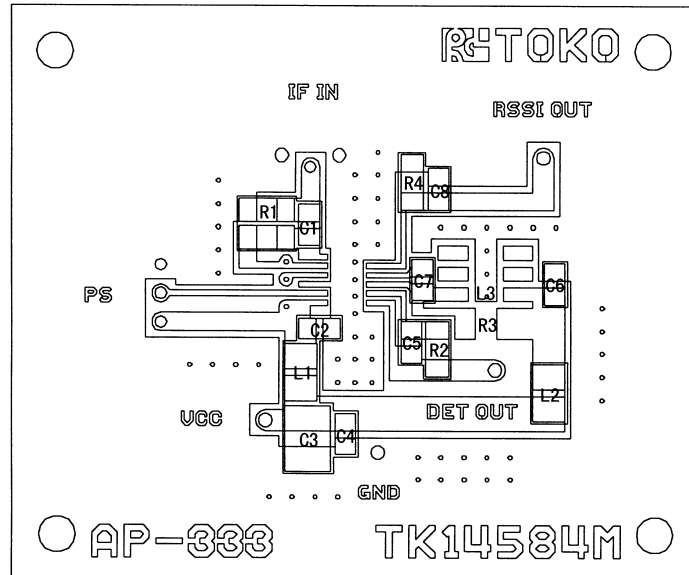 TOKO
IF IN
RSSI OUT
R4
C8
R1
C1
C7
C6
PS
L3
R3
C2
C5
R2
L1
L2
VCC
DET OUT
C3
C4
GND
AP-333
TK14584M